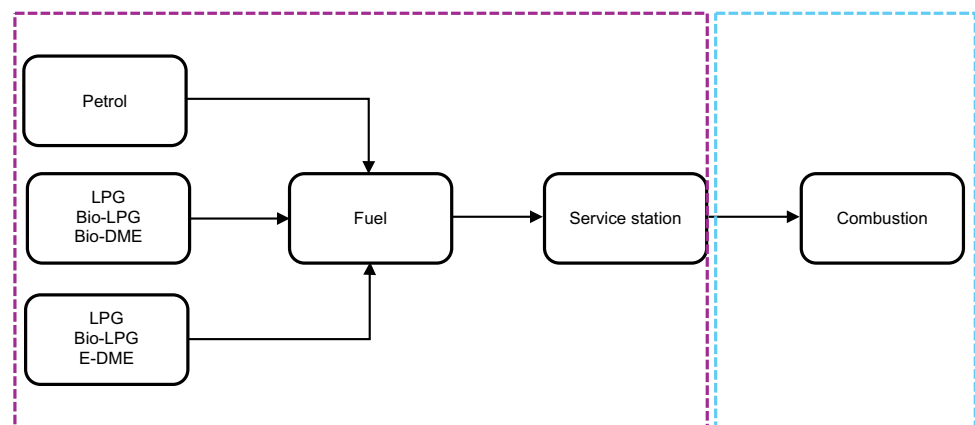 Petrol
LPG
Bio-LPG
Bio-DME
Fuel
Service station
Combustion
LPG
Bio-LPG
E-DME